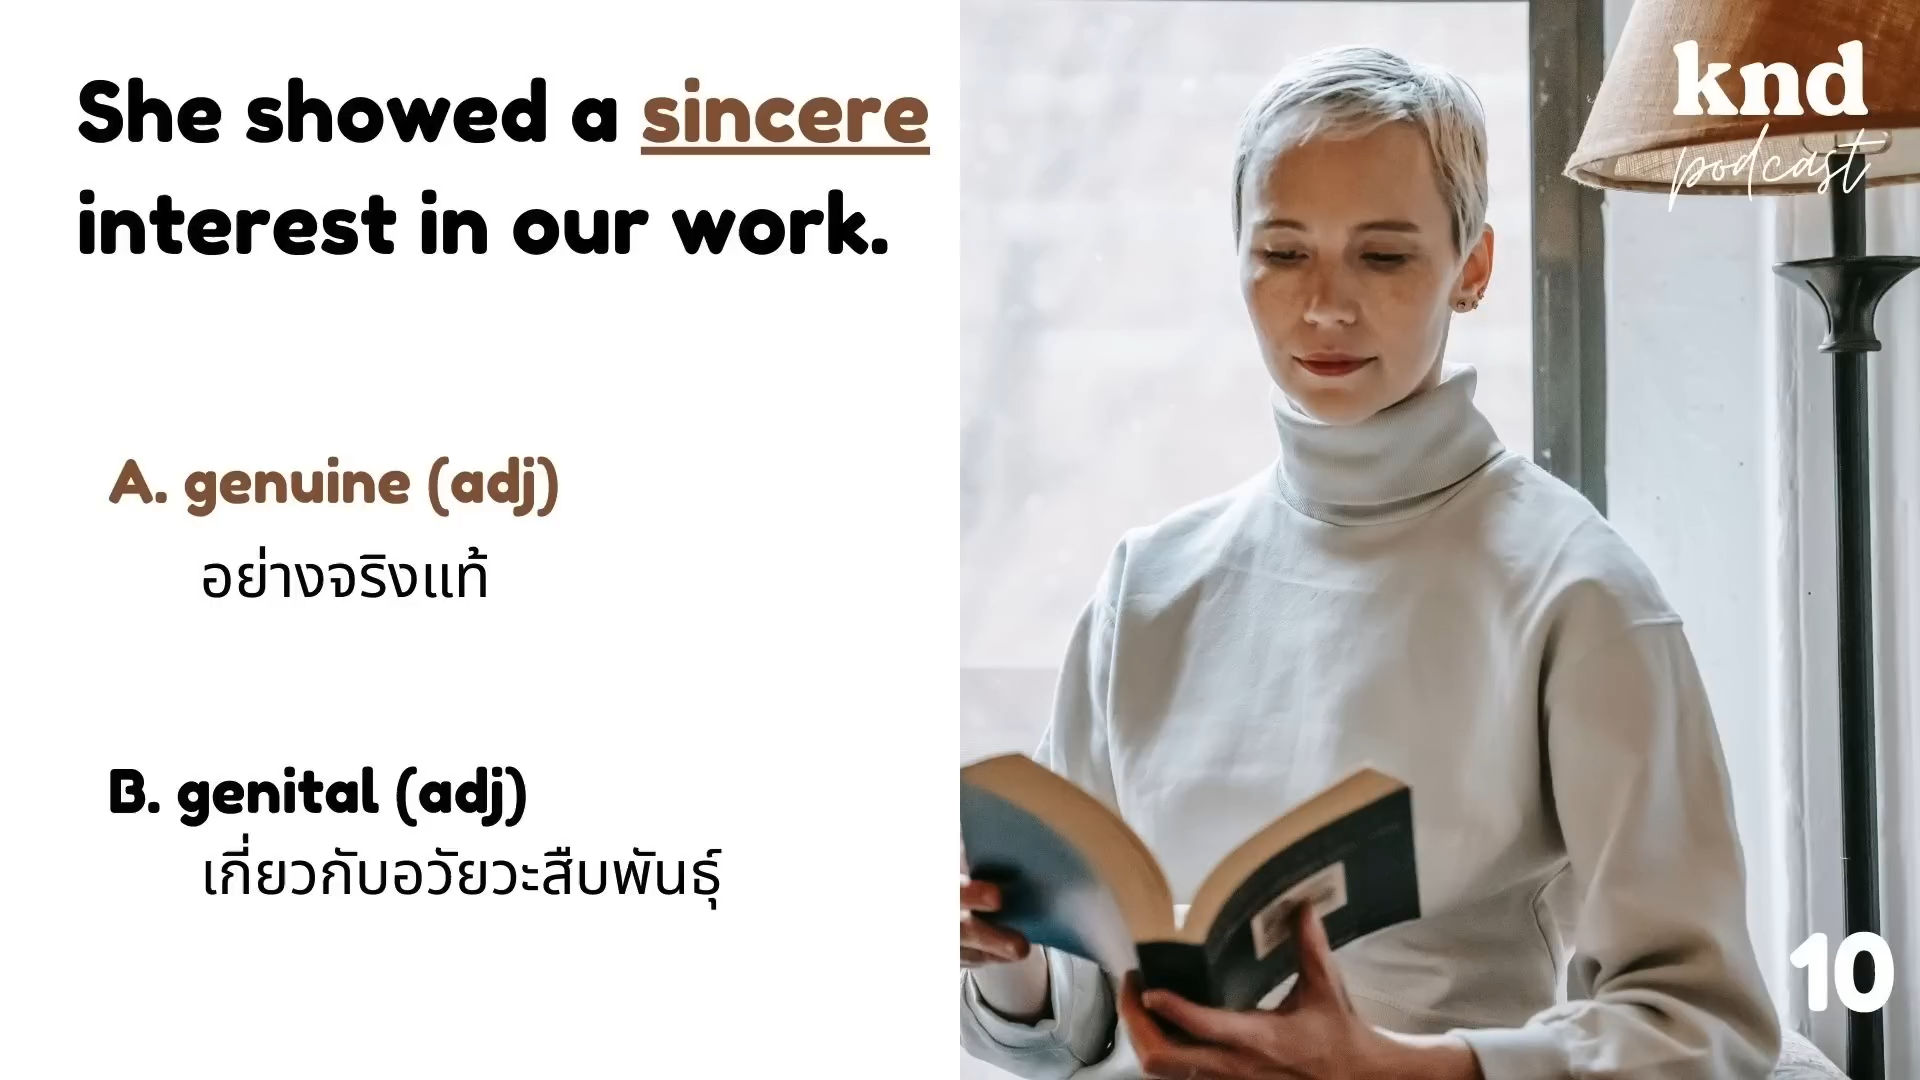 She showed a sincere
interest in our work.
A. genuine (adj)
อย่างจริงแท้
B. genital (adj)
เกี่ยวกับอวัยวะสืบพันธุ์
knd
podcast
10